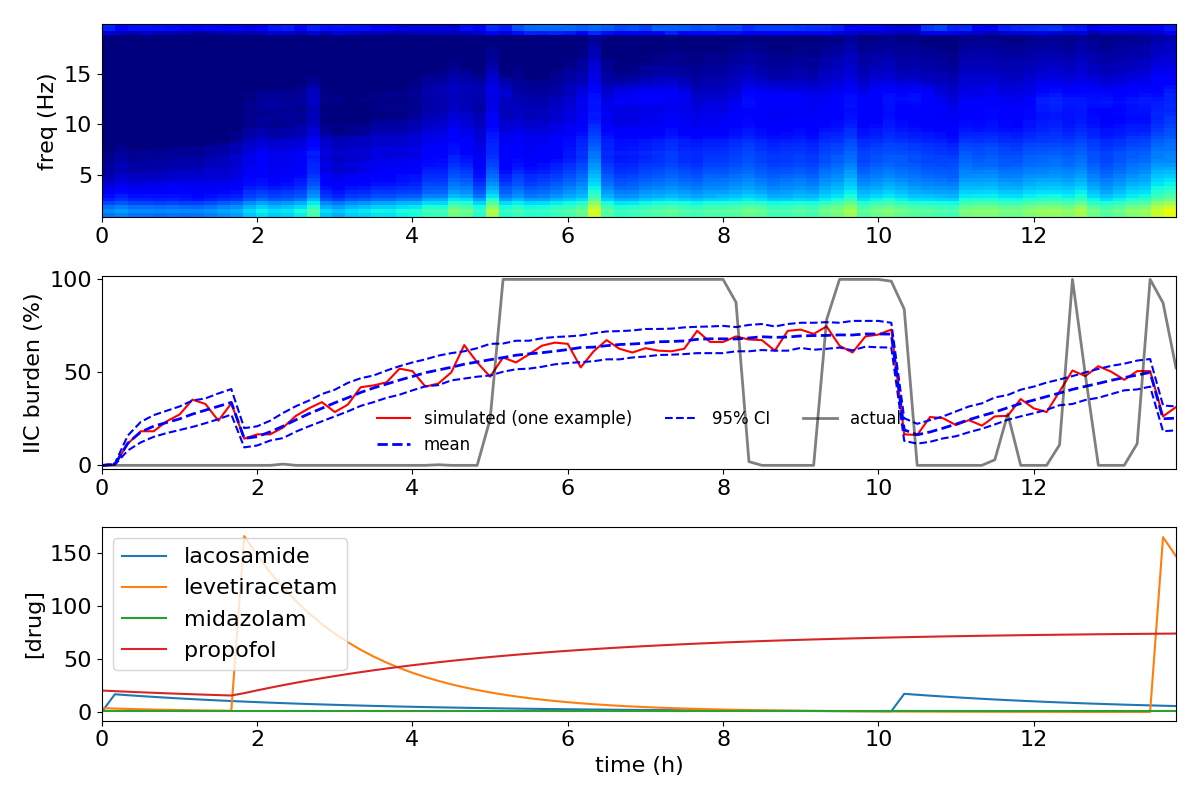 freq (Hz)
15
10
5
0 2 4 6 8 10 12
IIC burden (%)
100
50
0
simulated (one example) 95% CI actual
mean
0 2 4 6 8 10 12
[drug]
150
100
50
0
lacosamide
levetiracetam
midazolam
propofol
0 2 4 6 8 10 12
time (h)